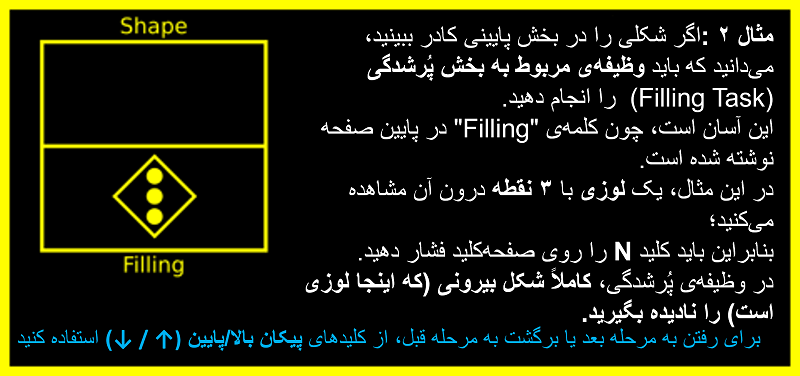 Shape
Filling
مثال ۲ :اگر شکلی را در بخش پایینی کادر ببینید،
می‌دانید که باید وظیفه‌ی مربوط به بخش پُرشدگی
(Filling Task) را انجام دهید.
این آسان است، چون کلمه‌ی "Filling" در پایین صفحه
نوشته شده است.
در این مثال، یک لوزی با ۳ نقطه درون آن مشاهده
می‌کنید؛
بنابراین باید کلید N را روی صفحه‌کلید فشار دهید.
در وظیفه‌ی پُرشدگی، کاملاً شکل بیرونی (که اینجا لوزی
است) را نادیده بگیرید.
برای رفتن به مرحله بعد یا برگشت به مرحله قبل، از کلیدهای پیکان بالا/پایین (↑ / ↓) استفاده کنید